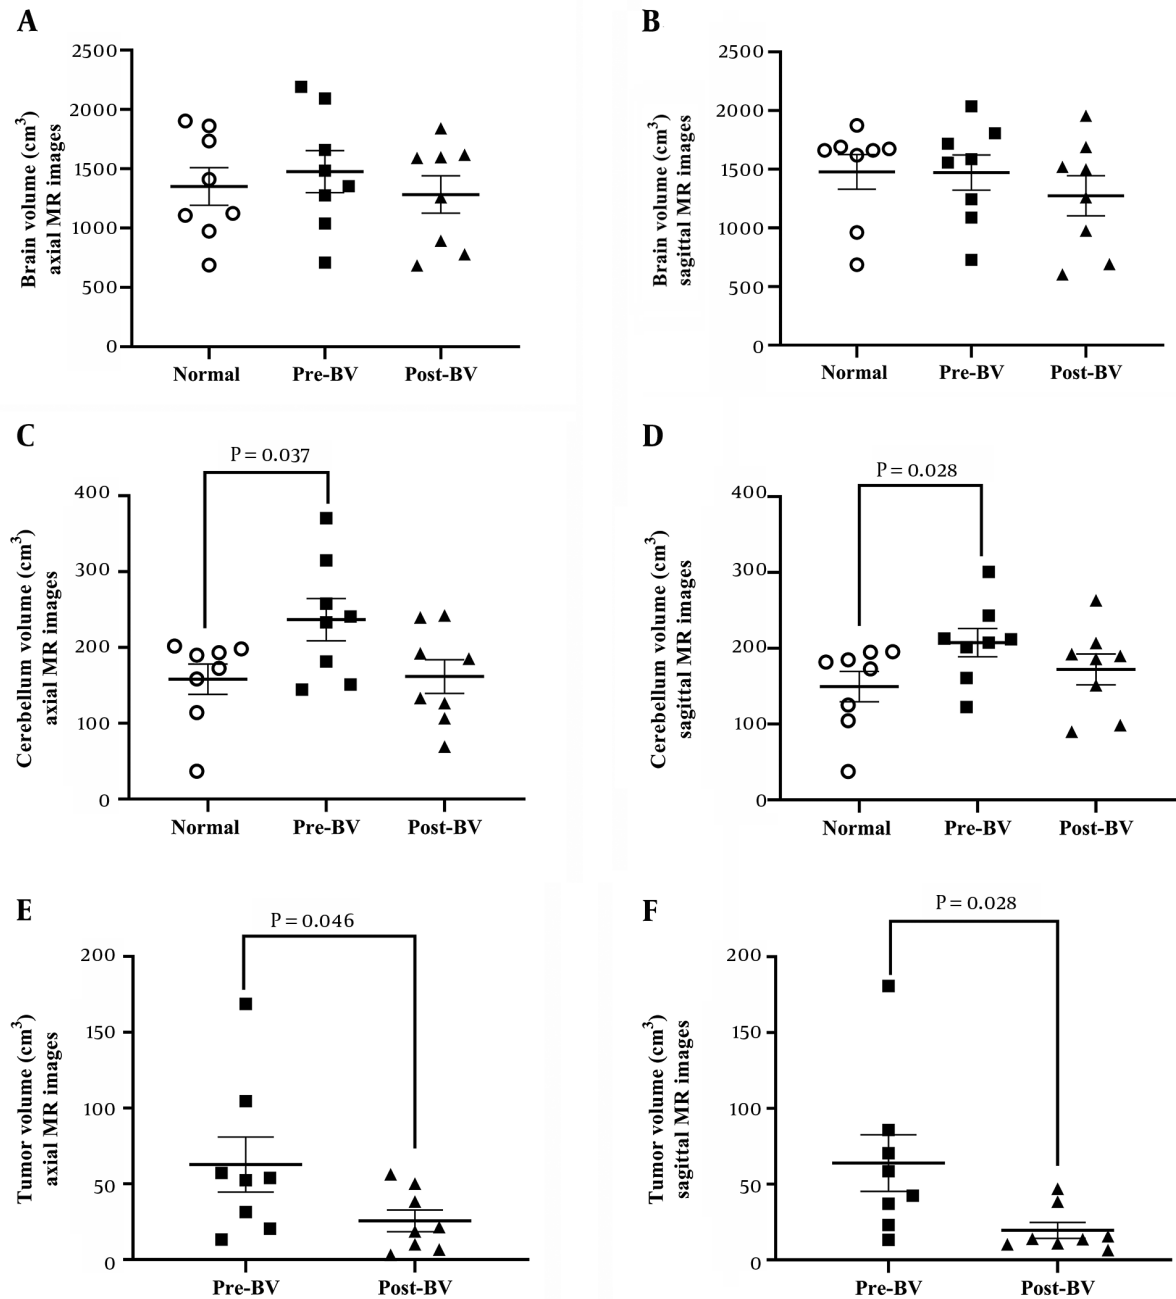 A
Brain volume (cm³)
axial MR images
2500
2000
1500
1000
500
0
Normal
Pre-BV
Post-BV
B
Brain volume (cm³)
sagittal MR images
2500
2000
1500
1000
500
0
Normal
Pre-BV
Post-BV
C
P = 0.037
Cerebellum volume (cm³)
axial MR images
400
300
200
100
0
Normal
Pre-BV
Post-BV
D
P = 0.028
Cerebellum volume (cm³)
sagittal MR images
400
300
200
100
0
Normal
Pre-BV
Post-BV
E
P = 0.046
Tumor volume (cm³)
axial MR images
200
150
100
50
0
Pre-BV
Post-BV
F
P = 0.028
Tumor volume (cm³)
sagittal MR images
200
150
100
50
0
Pre-BV
Post-BV